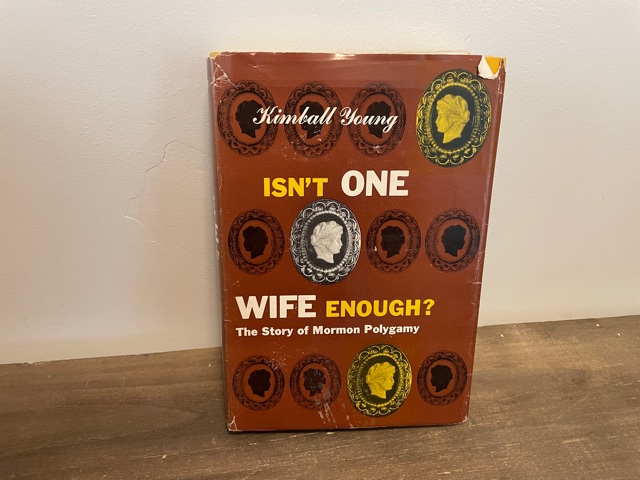 Kimball Young
ISN'T ONE
WIFE ENOUGH?
The Story of Mormon Polygamy